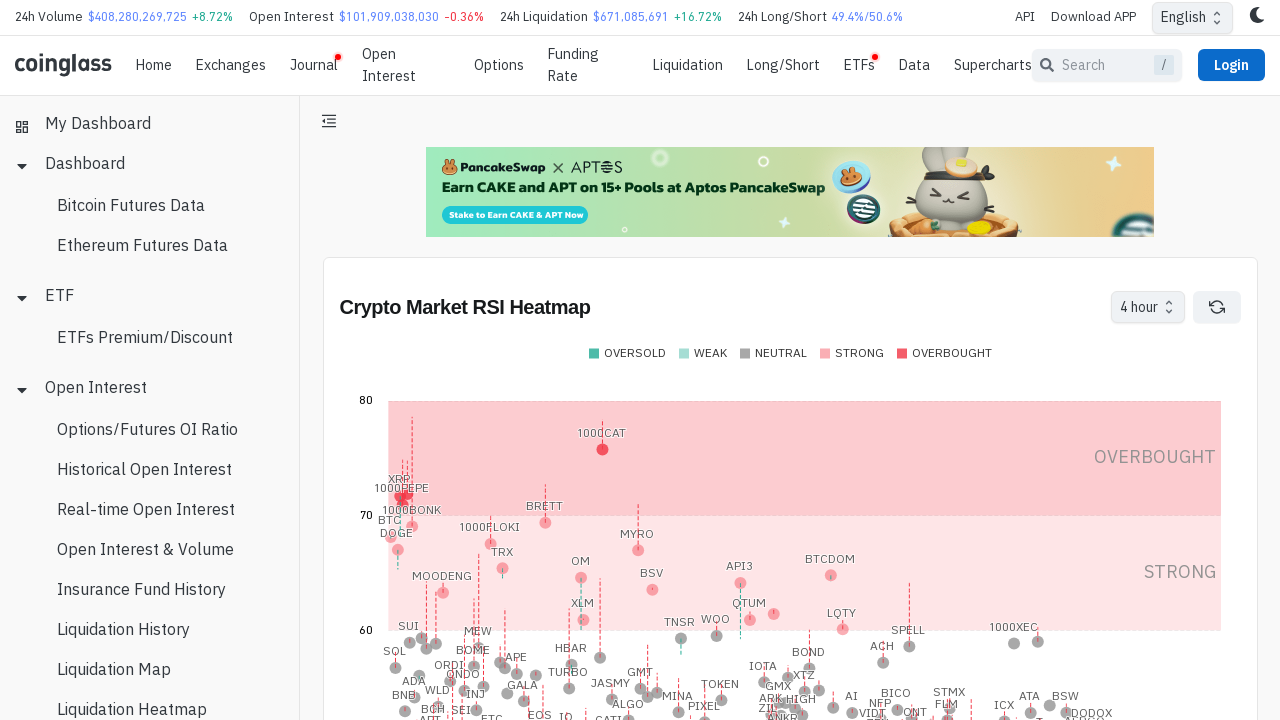 24h Volume $408,280,269,725 +8.72% Open Interest $101,909,038,030 -0.36% 24h Liquidation $671,085,691 +16.72% 24h Long/Short 49.4%/50.6% API Download APP English
coinglass Home Exchanges Journal Open Interest Options Funding Rate Liquidation Long/Short ETFs Data Supercharts Search / Login
My Dashboard
Dashboard
Bitcoin Futures Data
Ethereum Futures Data
ETF
ETFs Premium/Discount
Open Interest
Options/Futures OI Ratio
Historical Open Interest
Real-time Open Interest
Open Interest & Volume
Insurance Fund History
Liquidation History
Liquidation Map
Liquidation Heatmap
PancakeSwap X APTOS
Earn CAKE and APT on 15+ Pools at Aptos PancakeSwap
Stake to Earn CAKE & APT Now
Crypto Market RSI Heatmap
4 hour
OVERSOLD WEAK NEUTRAL STRONG OVERBOUGHT
80
1000CAT
OVERBOUGHT
XRP
1000PEPE
BRETT
1000BONK
70
BTC
1000FLOKI
DOGE
MYRO
TRX
OM
BTCDOM
API3
BSV
STRONG
MOODENG
XLM
QTUM
LQTY
TNSR
WOO
60
SUI
MEW
SPELL
1000XEC
SOL
BOME
APE
HBAR
BOND
ACH
ORDI
ONDO
TURBO
GMT
IOTA
XTZ
ADA
GALA
JASMY
TOKEN
GMX
BNB
WLD
INJ
MINA
ARK
HIGH
AI
BICO
STMX
ATA
BSW
BCH
SEI
ALGO
PIXEL
ZIL
NFP
FLM
ICX
APT
ETC
EOS
IO
CATI
ANKR
VIDT
ONT
DODOX